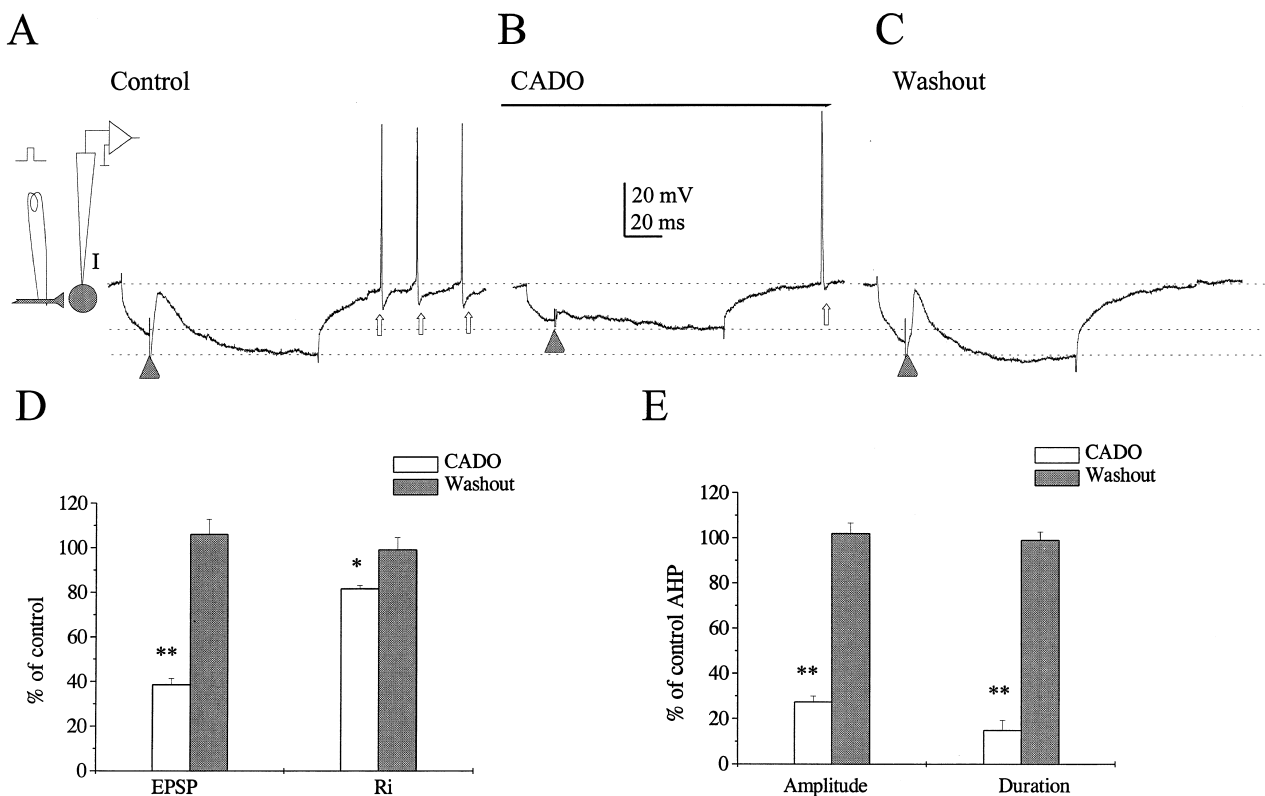 A
B
C
Control
CADO
Washout
I
20 mV
20 ms
D
E
CADO
Washout
% of control
120
100
80
60
40
20
0
**
*
EPSP
Ri
CADO
Washout
% of control AHP
120
100
80
60
40
20
0
**
**
Amplitude
Duration